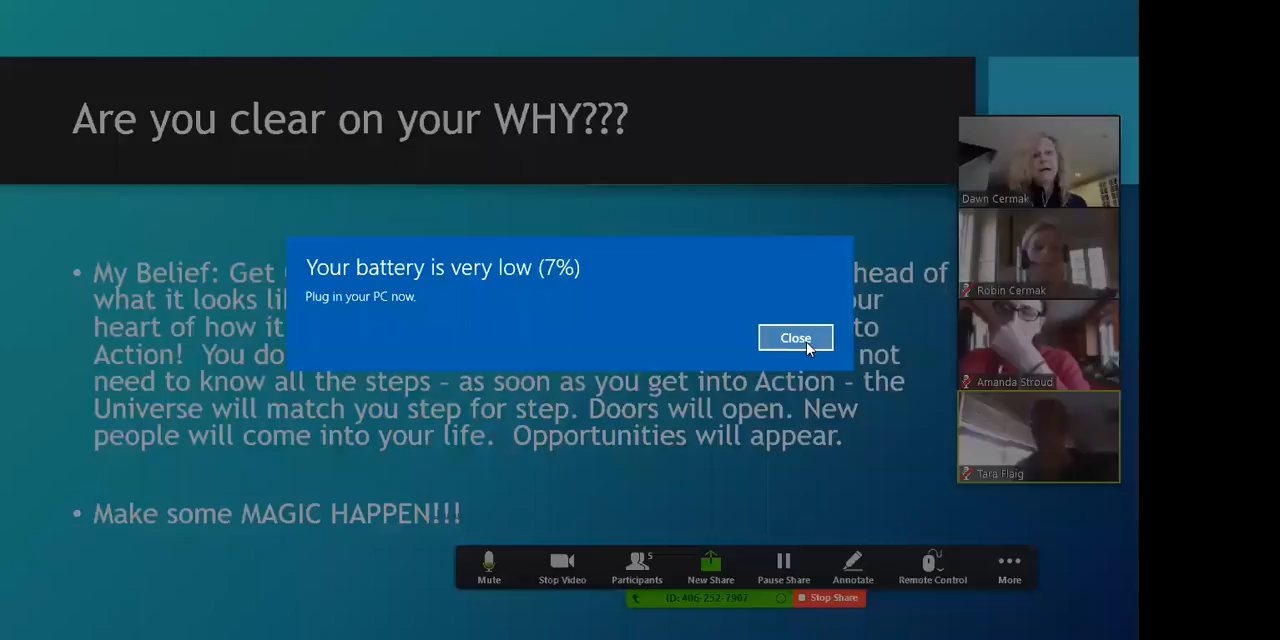 Are you clear on your WHY???
Dawn Cermak
Robin Cermak
Amanda Stroud
Tara Flaig
Your battery is very low (7%)
Plug in your PC now.
Close
• My Belief: Get head of
what it looks
heart of how it to
Action! You do not
need to know all the steps – as soon as you get into Action – the
Universe will match you step for step. Doors will open. New
people will come into your life. Opportunities will appear.
• Make some MAGIC HAPPEN!!!
Mute
Stop Video
Participants 5
New Share
Pause Share
Annotate
Remote Control
More
ID: 406-252-7907
Stop Share